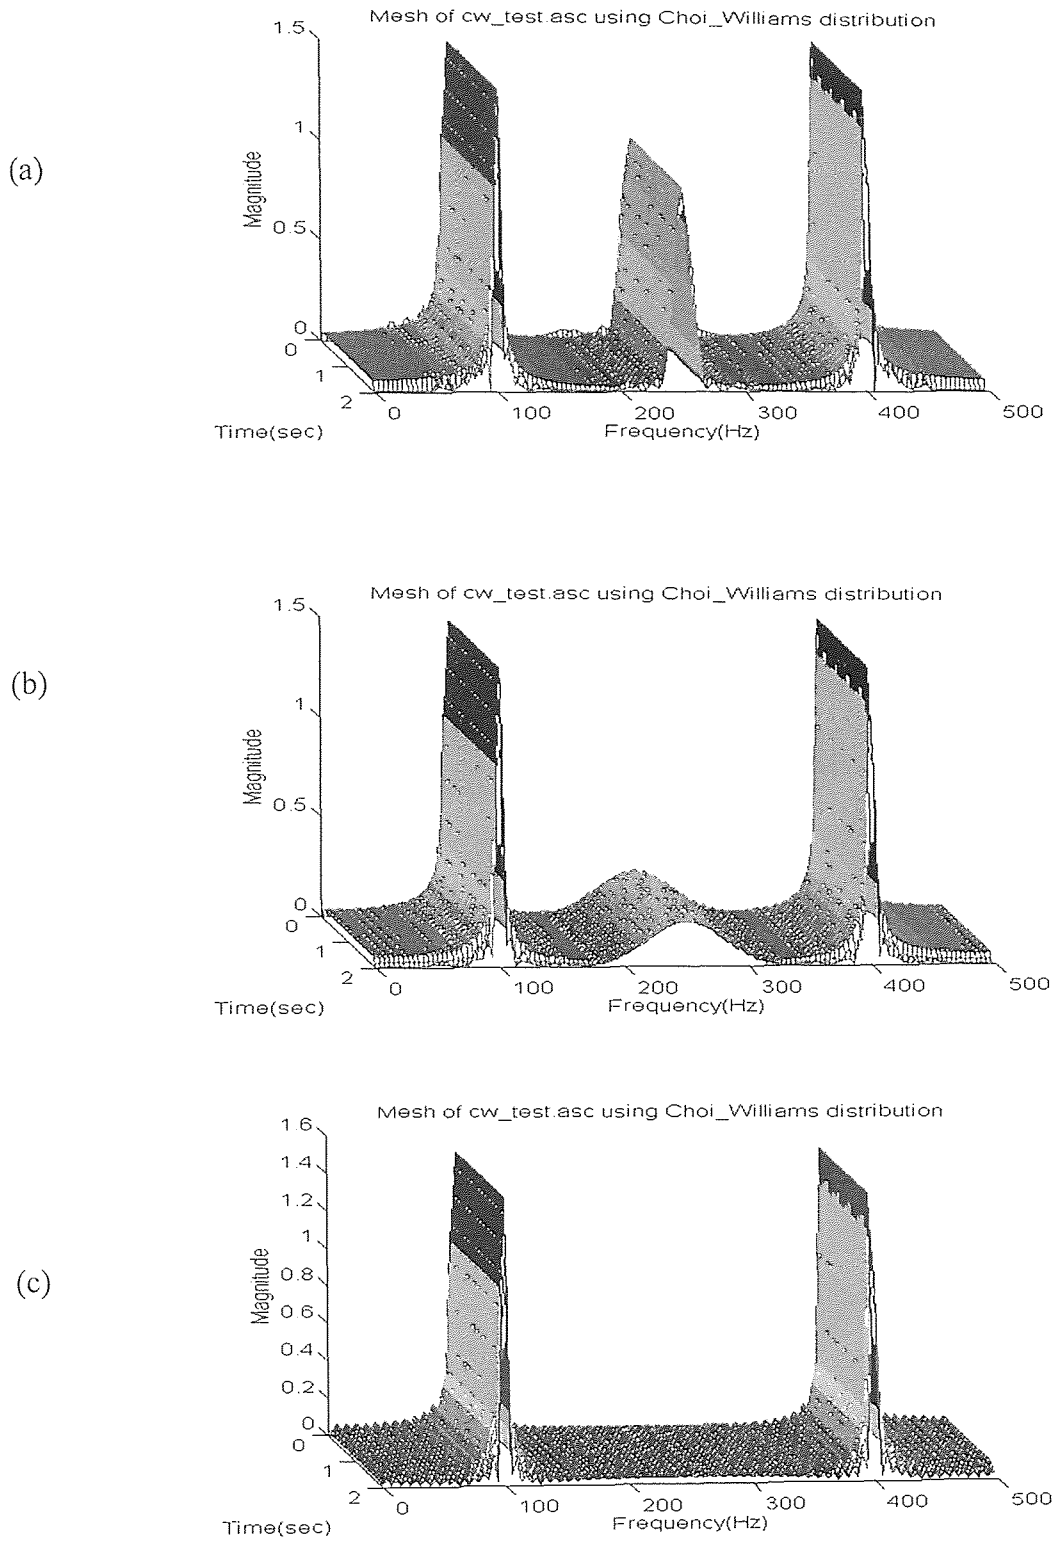 (a)
Mesh of cw_test.asc using Choi_Williams distribution
1.5
1
0.5
0
Magnitude
0
1
2
Time(sec)
0 100 200 300 400 500
Frequency(Hz)
(b)
Mesh of cw_test.asc using Choi_Williams distribution
1.5
1
0.5
0
Magnitude
0
1
2
Time(sec)
0 100 200 300 400 500
Frequency(Hz)
(c)
Mesh of cw_test.asc using Choi_Williams distribution
1.6
1.4
1.2
1
0.8
0.6
0.4
0.2
0
Magnitude
0
1
2
Time(sec)
0 100 200 300 400 500
Frequency(Hz)